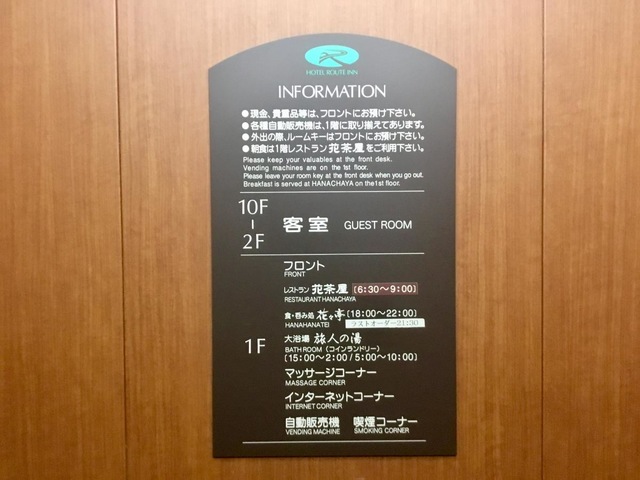 HOTEL ROUTE INN
INFORMATION
●現金、貴重品等は、フロントにお預け下さい。
●各種自動販売機は、1階に取り揃えてあります。
●外出の際、ルームキーはフロントにお預け下さい。
●朝食は1階レストラン花茶屋をご利用下さい。
Please keep your valuables at the front desk.
Vending machines are on the 1st floor.
Please leave your room key at the front desk when you go out.
Breakfast is served at HANACHAYA on the 1st floor.
10F-2F 客室 GUEST ROOM
1F
フロント
FRONT
レストラン 花茶屋 [6:30〜9:00]
RESTAURANT HANACHAYA
食・呑み処 花々亭 [18:00〜22:00]
HANAHANATEI ラストオーダー21:30
大浴場 旅人の湯
BATH ROOM (コインランドリー)
[15:00〜2:00/5:00〜10:00]
マッサージコーナー
MASSAGE CORNER
インターネットコーナー
INTERNET CORNER
自動販売機 喫煙コーナー
VENDING MACHINE SMOKING CORNER